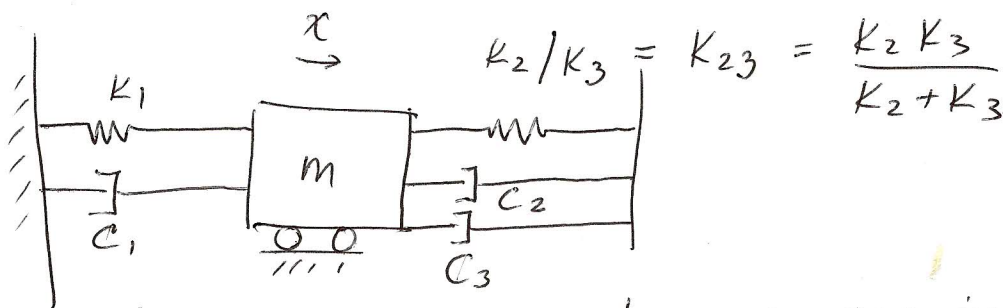 x
K₂/K₃ = K₂₃ = K₂ K₃ / K₂ + K₃
K₁
m
C₂
C₁
C₃